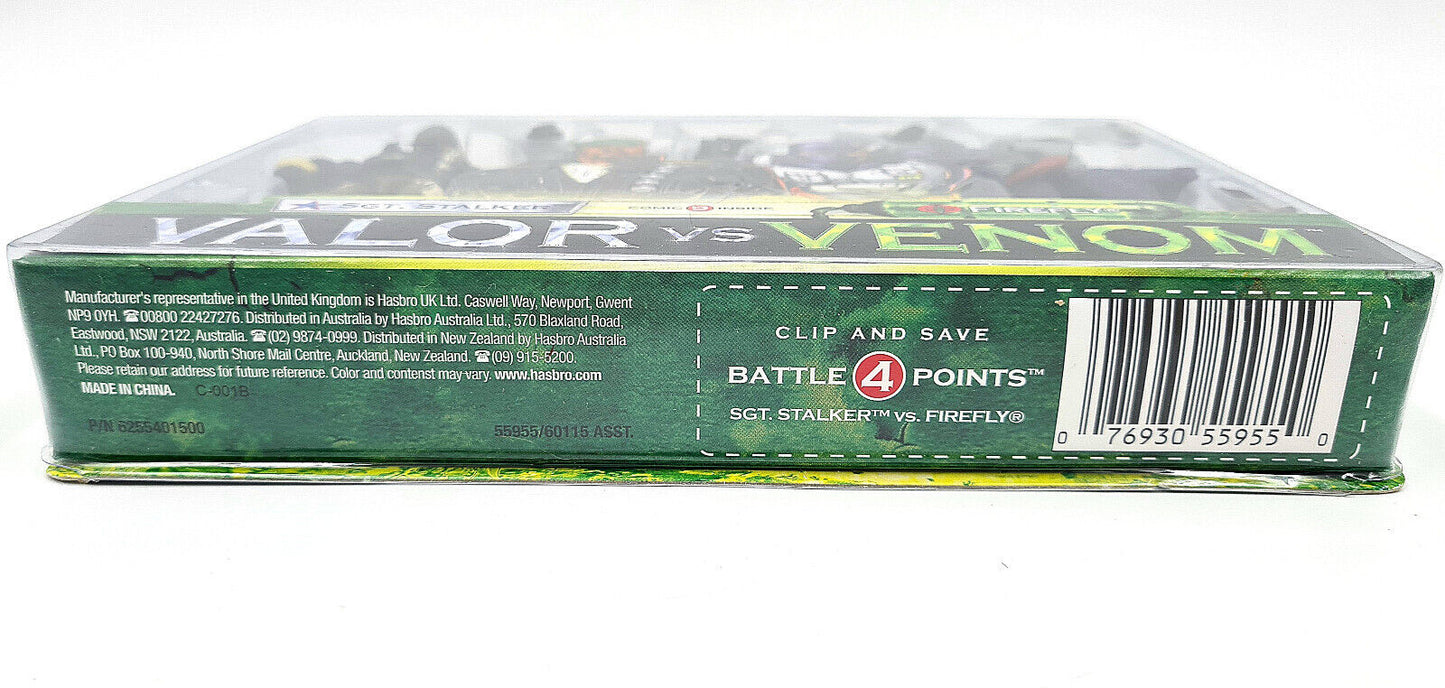 SGT. STALKER
COMIC 9 INSIDE
FIREFLY®
VALOR VS VENOM™
Manufacturer's representative in the United Kingdom is Hasbro UK Ltd. Caswell Way, Newport, Gwent
NP9 0YH. ☎00800 22427276. Distributed in Australia by Hasbro Australia Ltd., 570 Blaxland Road,
Eastwood, NSW 2122, Australia. ☎(02) 9874-0999. Distributed in New Zealand by Hasbro Australia
Ltd., PO Box 100-940, North Shore Mail Centre, Auckland, New Zealand. ☎(09) 915-5200.
Please retain our address for future reference. Color and contenst may vary. www.hasbro.com
MADE IN CHINA. C-001B
P/N 6255401500 55955/60115 ASST.
CLIP AND SAVE
BATTLE 4 POINTS™
SGT. STALKER™ vs. FIREFLY®
0 76930 55955 0